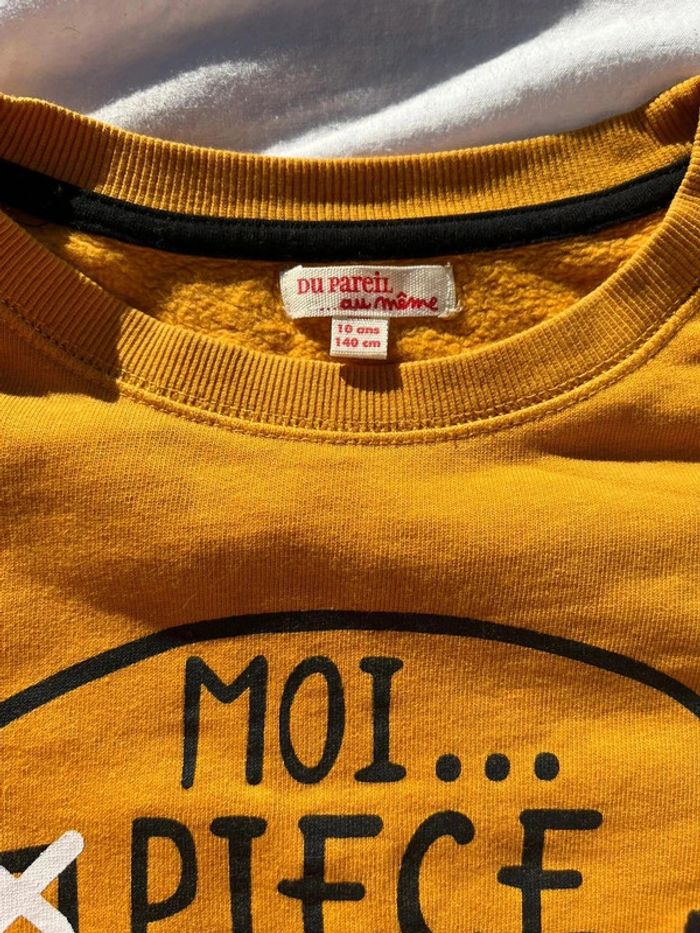 DU PAREIL
...au même
10 ans
140 cm
MOI...
PIECE